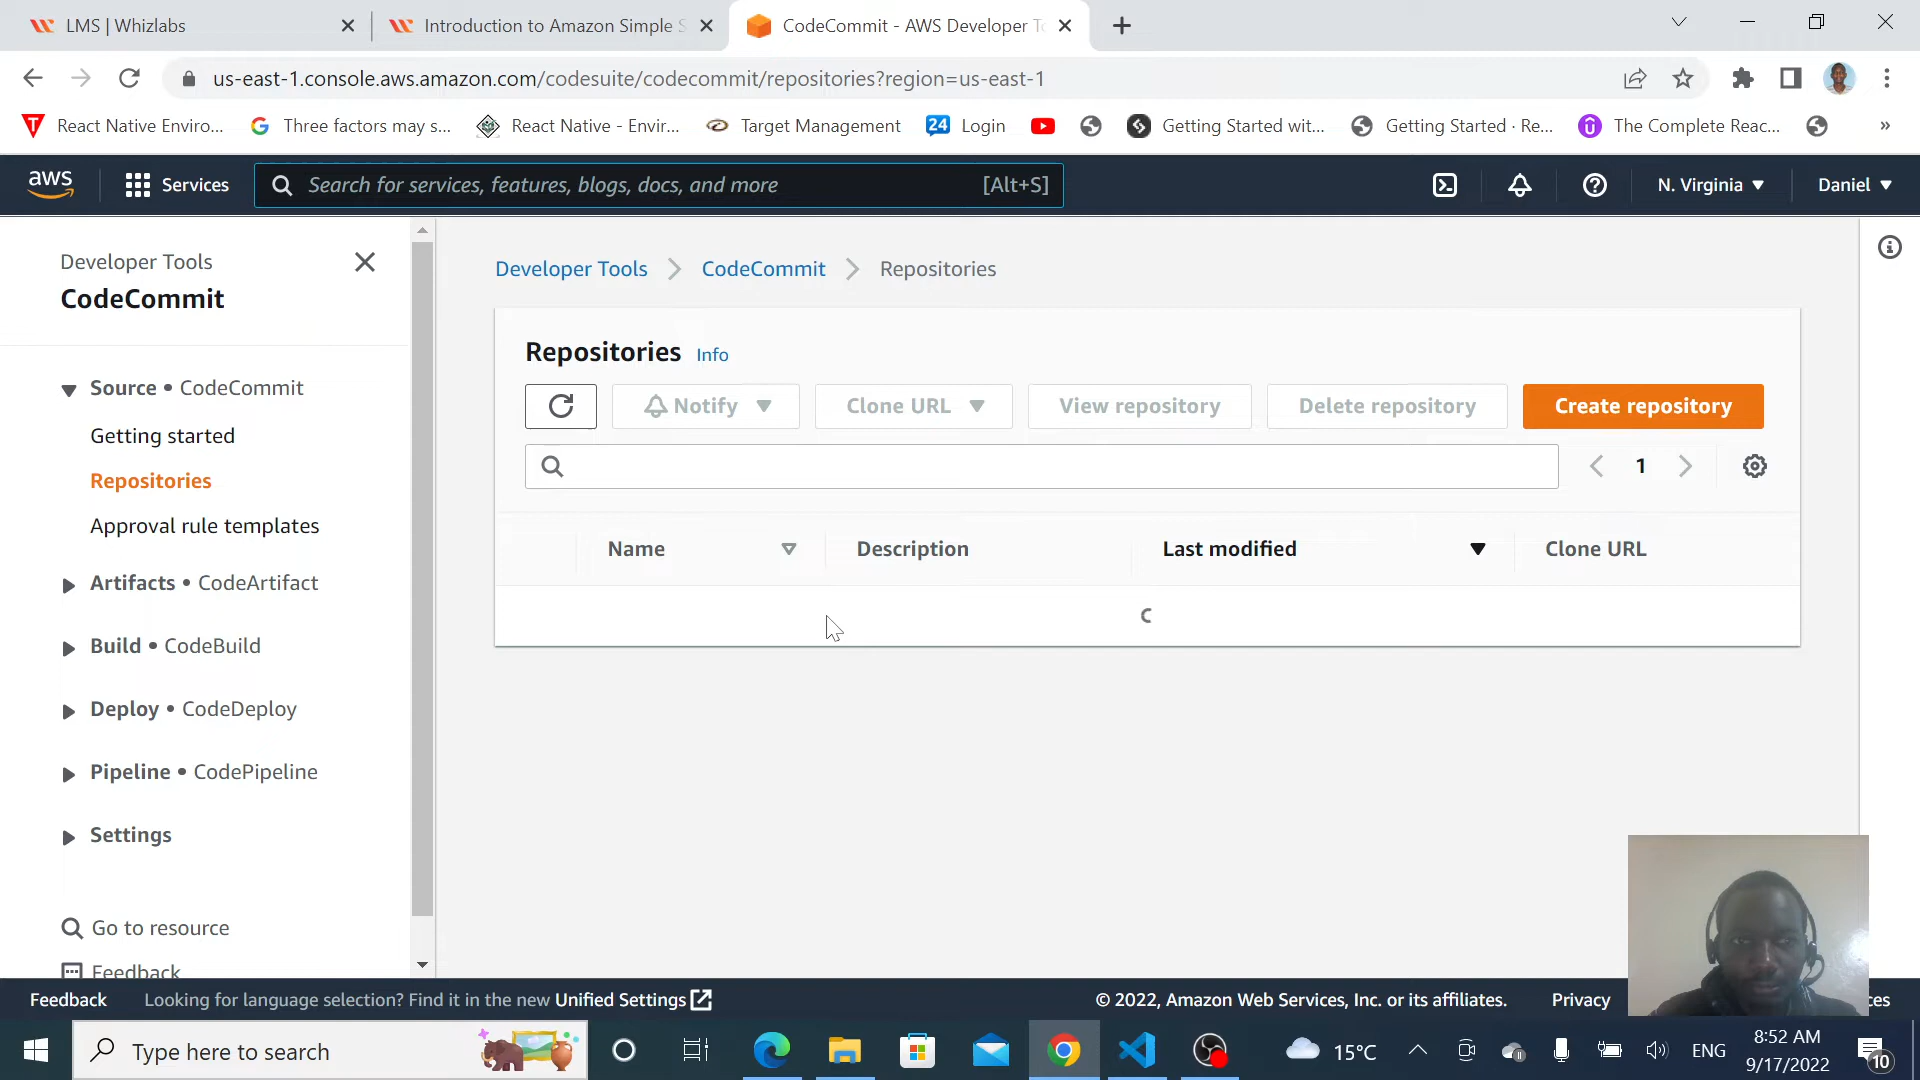 LMS | Whizlabs
Introduction to Amazon Simple S
CodeCommit - AWS Developer To
us-east-1.console.aws.amazon.com/codesuite/codecommit/repositories?region=us-east-1
React Native Enviro...
Three factors may s...
React Native - Envir...
Target Management
24 Login
Getting Started wit...
Getting Started · Re...
The Complete Reac...
»
aws
Services
Search for services, features, blogs, docs, and more [Alt+S]
N. Virginia
Daniel
Developer Tools
CodeCommit
Source • CodeCommit
Getting started
Repositories
Approval rule templates
Artifacts • CodeArtifact
Build • CodeBuild
Deploy • CodeDeploy
Pipeline • CodePipeline
Settings
Go to resource
Feedback
Developer Tools
CodeCommit
Repositories
Repositories Info
Notify
Clone URL
View repository
Delete repository
Create repository
1
Name
Description
Last modified
Clone URL
Feedback
Looking for language selection? Find it in the new Unified Settings
© 2022, Amazon Web Services, Inc. or its affiliates.
Privacy
es
Type here to search
15°C
ENG
8:52 AM
9/17/2022
10